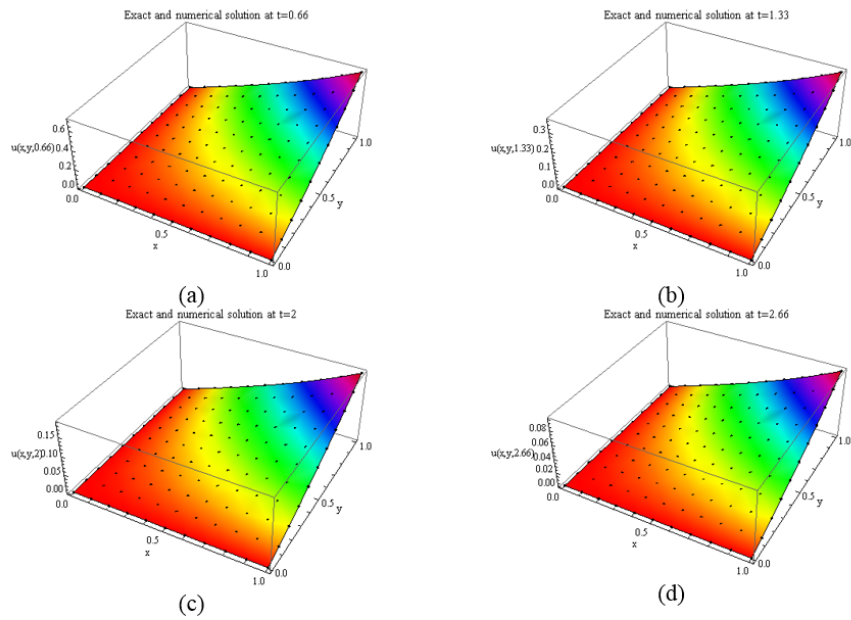 Exact and numerical solution at t=0.66
0.6
u(x,y,0.66)0.4
0.2
0.0
0.0
0.5
x
1.0
0.0
0.5
y
1.0
(a)
Exact and numerical solution at t=1.33
0.3
u(x,y,1.33)0.2
0.1
0.0
0.0
0.5
x
1.0
0.0
0.5
y
1.0
(b)
Exact and numerical solution at t=2
0.15
u(x,y,2)0.10
0.05
0.00
0.0
0.5
x
1.0
0.0
0.5
y
1.0
(c)
Exact and numerical solution at t=2.66
0.08
0.06
u(x,y,2.66)0.04
0.02
0.00
0.0
0.5
x
1.0
0.0
0.5
y
1.0
(d)